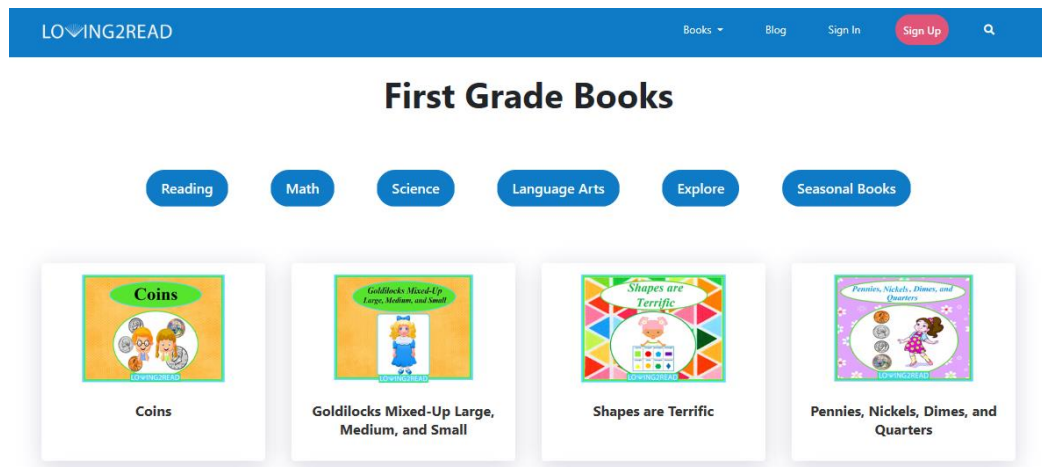 LOVING2READ
Books
Blog
Sign In
Sign Up
First Grade Books
Reading
Math
Science
Language Arts
Explore
Seasonal Books
Coins
LOVING2READ
Coins
Goldilocks Mixed-Up
Large, Medium, and Small
LOVING2READ
Goldilocks Mixed-Up Large,
Medium, and Small
Shapes are
Terrific
LOVING2READ
Shapes are Terrific
Pennies, Nickels, Dimes, and
Quarters
LOVING2READ
Pennies, Nickels, Dimes, and
Quarters